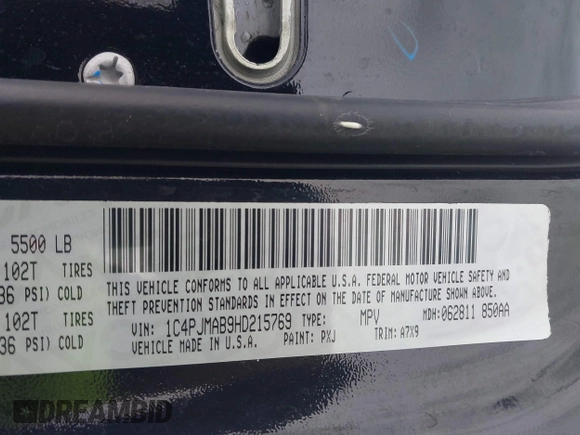 5500 LB
102T TIRES
36 PSI) COLD
102T TIRES
36 PSI) COLD
THIS VEHICLE CONFORMS TO ALL APPLICABLE U.S.A. FEDERAL MOTOR VEHICLE SAFETY AND
THEFT PREVENTION STANDARDS IN EFFECT ON THE DATE OF MANUFACTURE SHOWN ABOVE.
VIN: 1C4PJMAB9HD215769 TYPE: MPV MDH: 062811 850AA
VEHICLE MADE IN U.S.A. PAINT: PXJ TRIM: A7X9
DREAMBID